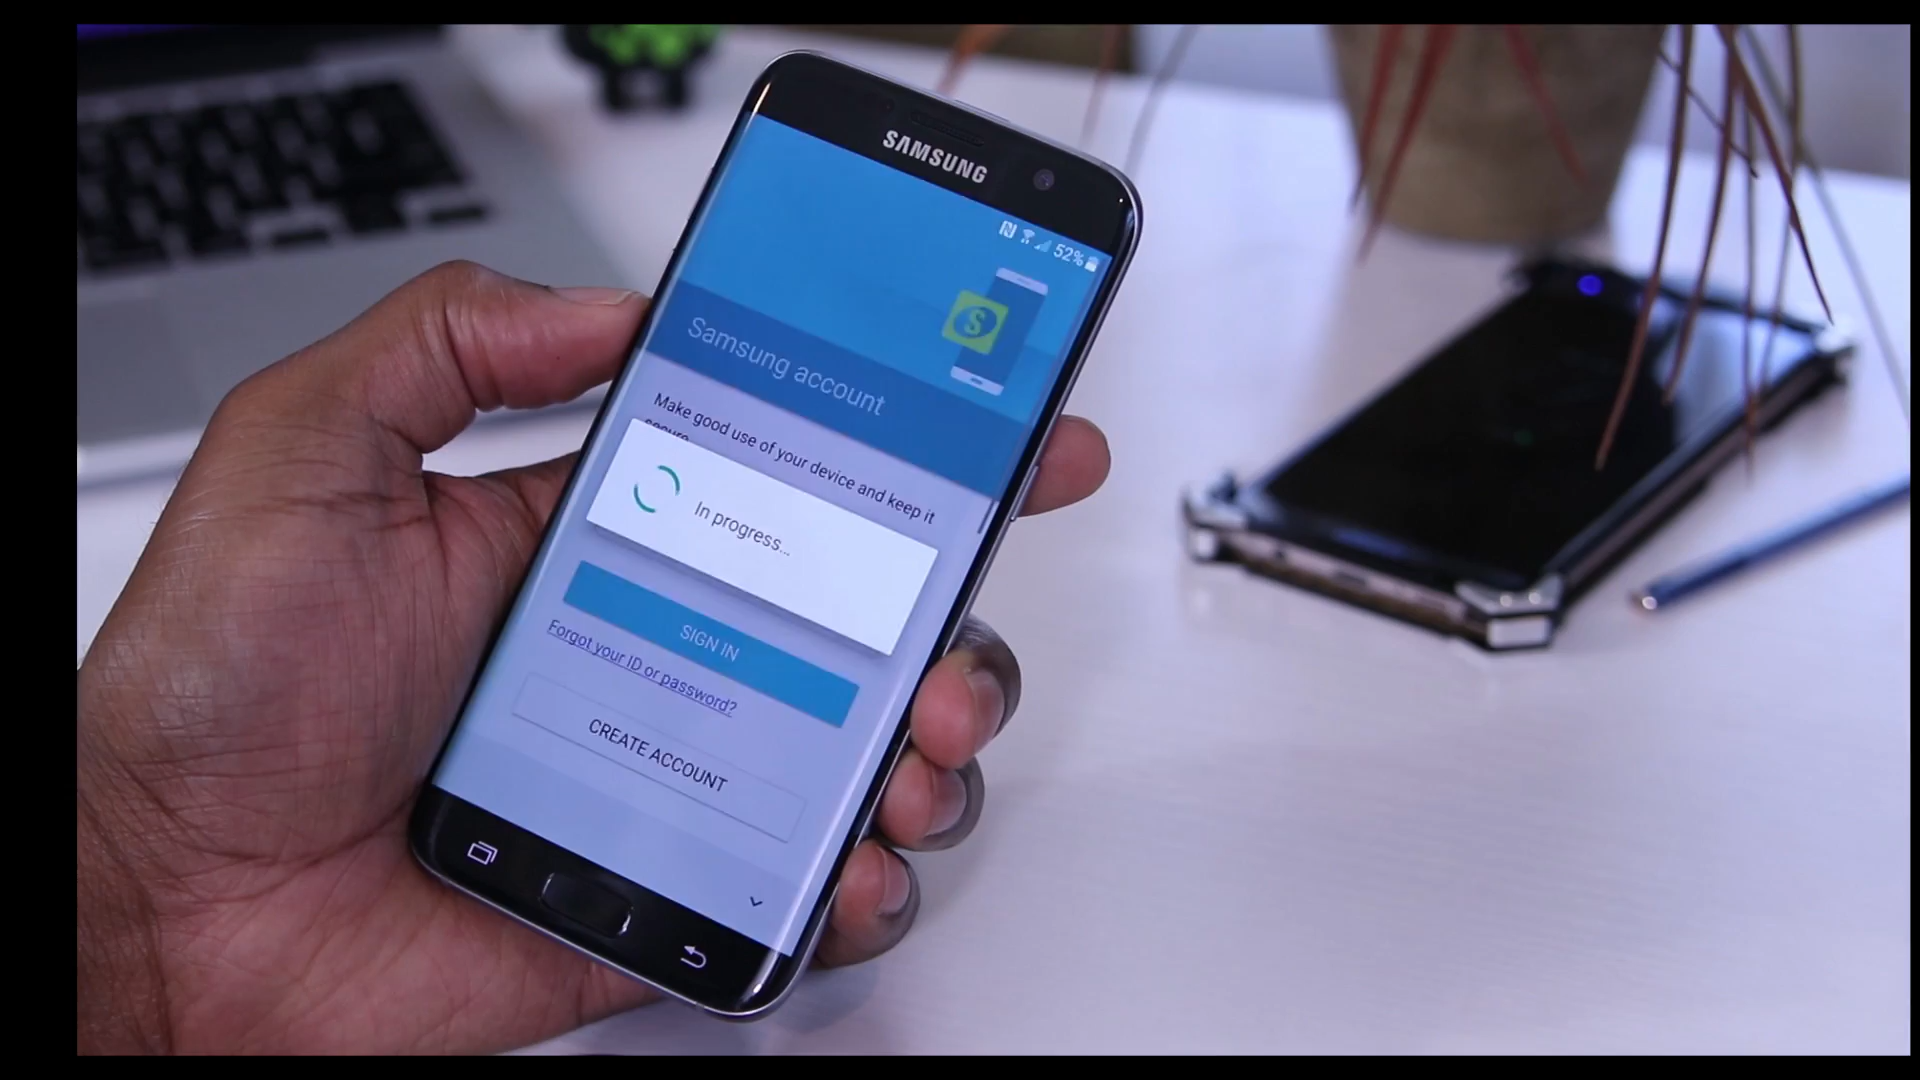 SAMSUNG
52%
S
Samsung account
Make good use of your device and keep it
secure
In progress...
SIGN IN
Forgot your ID or password?
CREATE ACCOUNT